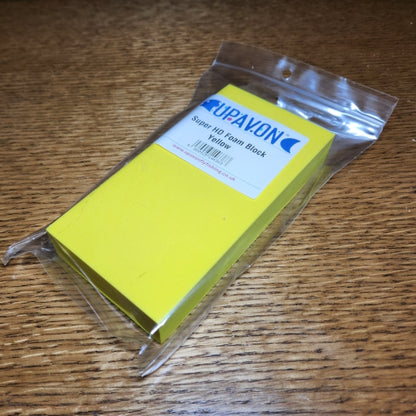 UPAVON
Super HD Foam Block
Yellow